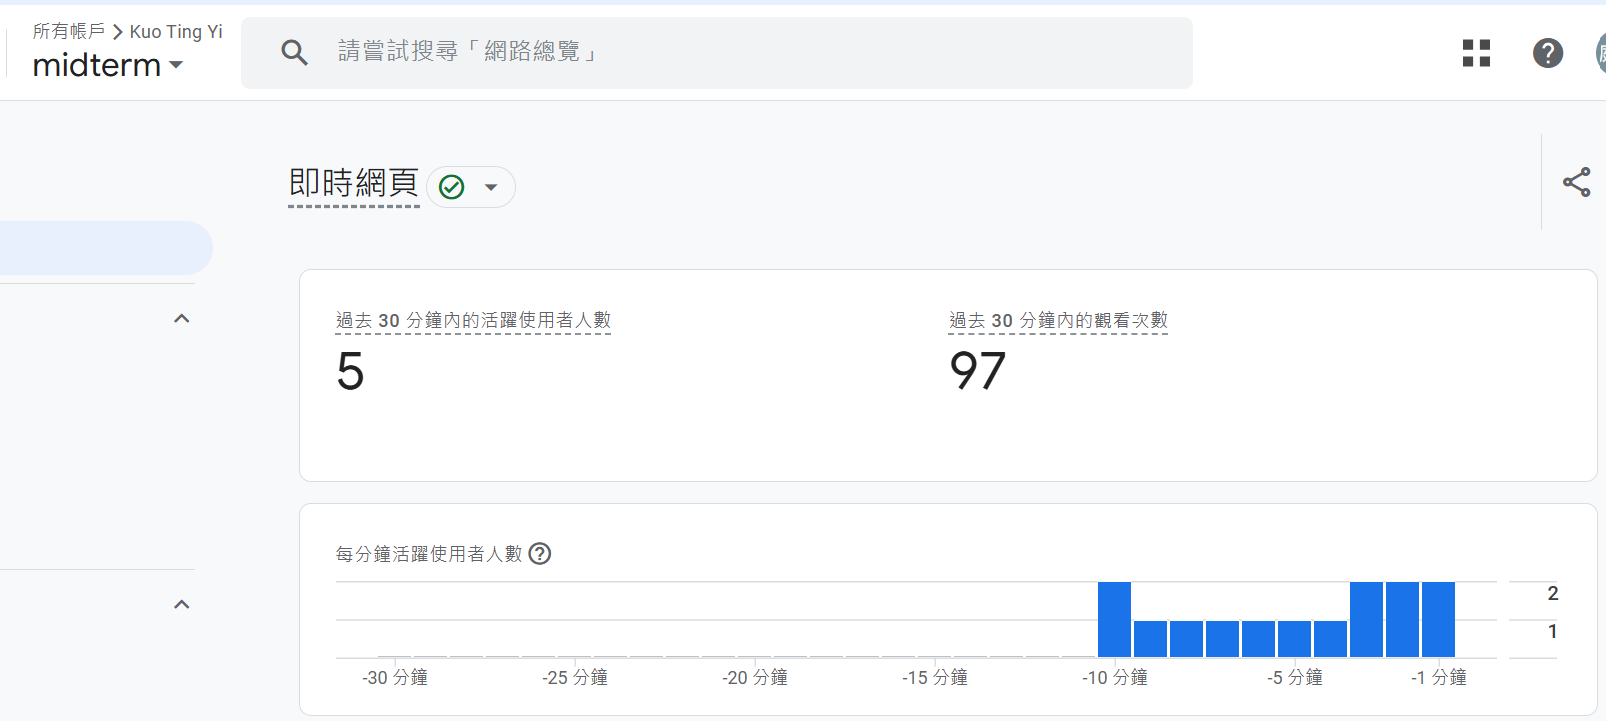 所有帳戶 > Kuo Ting Yi
midterm
請嘗試搜尋「網路總覽」
即時網頁
過去 30 分鐘內的活躍使用者人數
5
過去 30 分鐘內的觀看次數
97
每分鐘活躍使用者人數
2
1
-30 分鐘
-25 分鐘
-20 分鐘
-15 分鐘
-10 分鐘
-5 分鐘
-1 分鐘